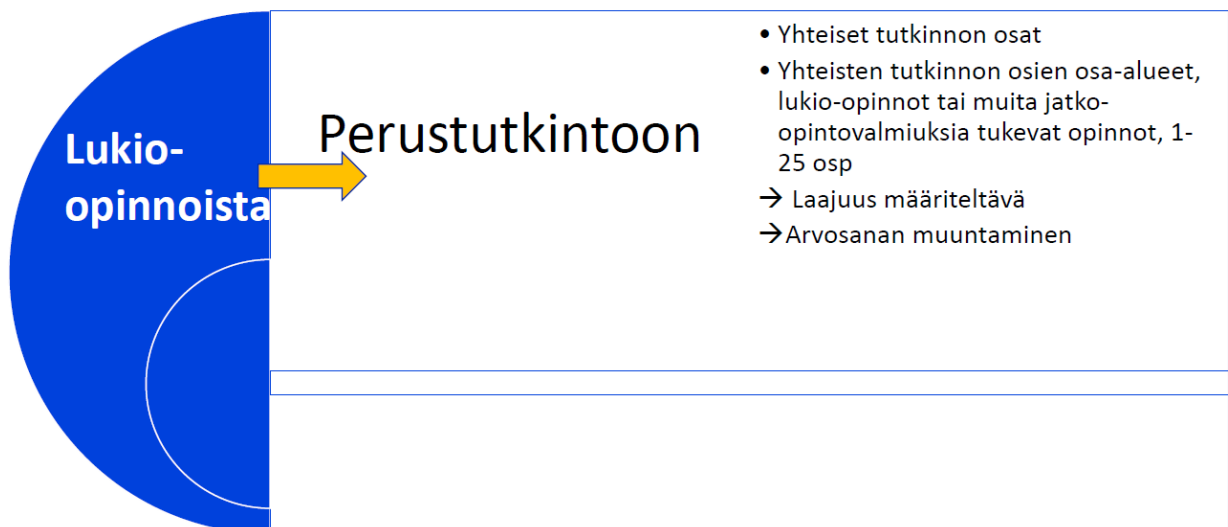 Lukio-
opinnoista
Perustutkintoon
• Yhteiset tutkinnon osat
• Yhteisten tutkinnon osien osa-alueet,
lukio-opinnot tai muita jatko-
opintovalmiuksia tukevat opinnot, 1-
25 osp
→ Laajuus määriteltävä
→Arvosanan muuntaminen